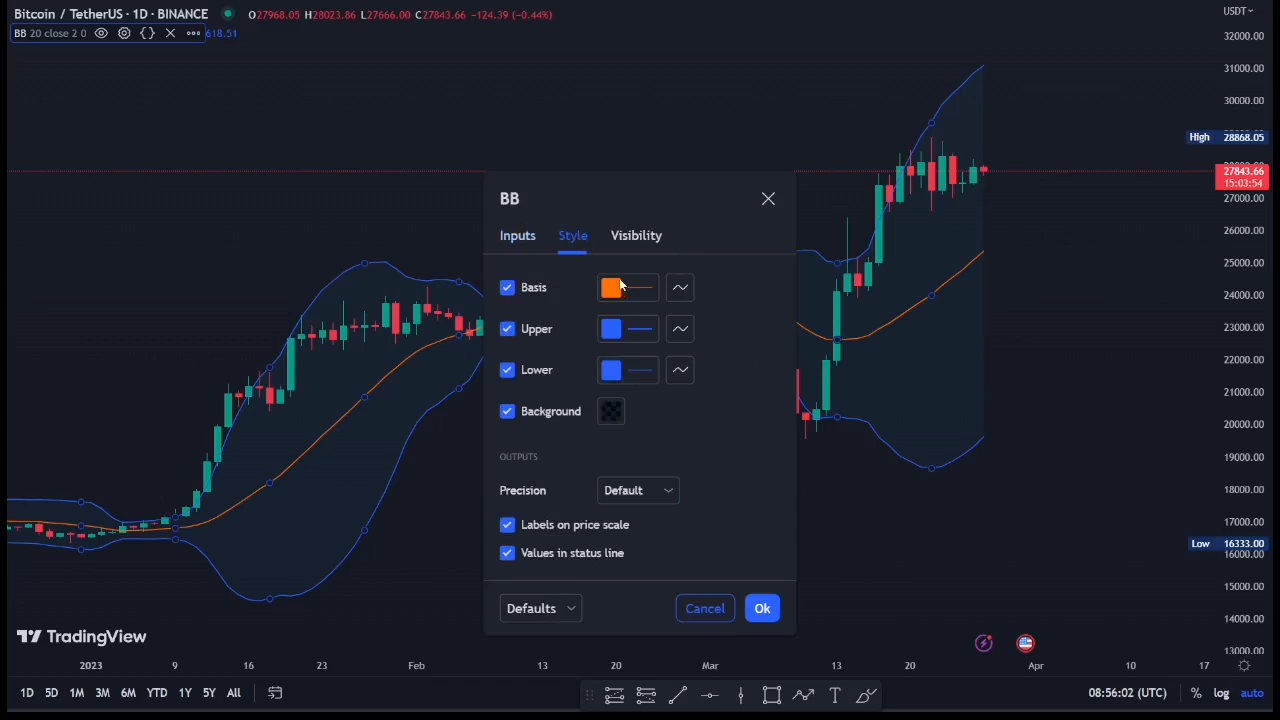 Bitcoin / TetherUS · 1D · BINANCE O27968.05 H28023.86 L27666.00 C27843.66 −124.39 (−0.44%)
USDT
BB 20 close 2 0 618.51
32000.00
31000.00
30000.00
High 28868.05
27843.66
15:03:54
27000.00
26000.00
25000.00
24000.00
23000.00
22000.00
21000.00
20000.00
19000.00
18000.00
17000.00
Low 16333.00
16000.00
15000.00
14000.00
13000.00
BB
Inputs Style Visibility
Basis
Upper
Lower
Background
OUTPUTS
Precision Default
Labels on price scale
Values in status line
Defaults Cancel Ok
TradingView
2023 9 16 23 Feb 13 20 Mar 13 20 Apr 10 17
1D 5D 1M 3M 6M YTD 1Y 5Y All
T
08:56:02 (UTC) % log auto